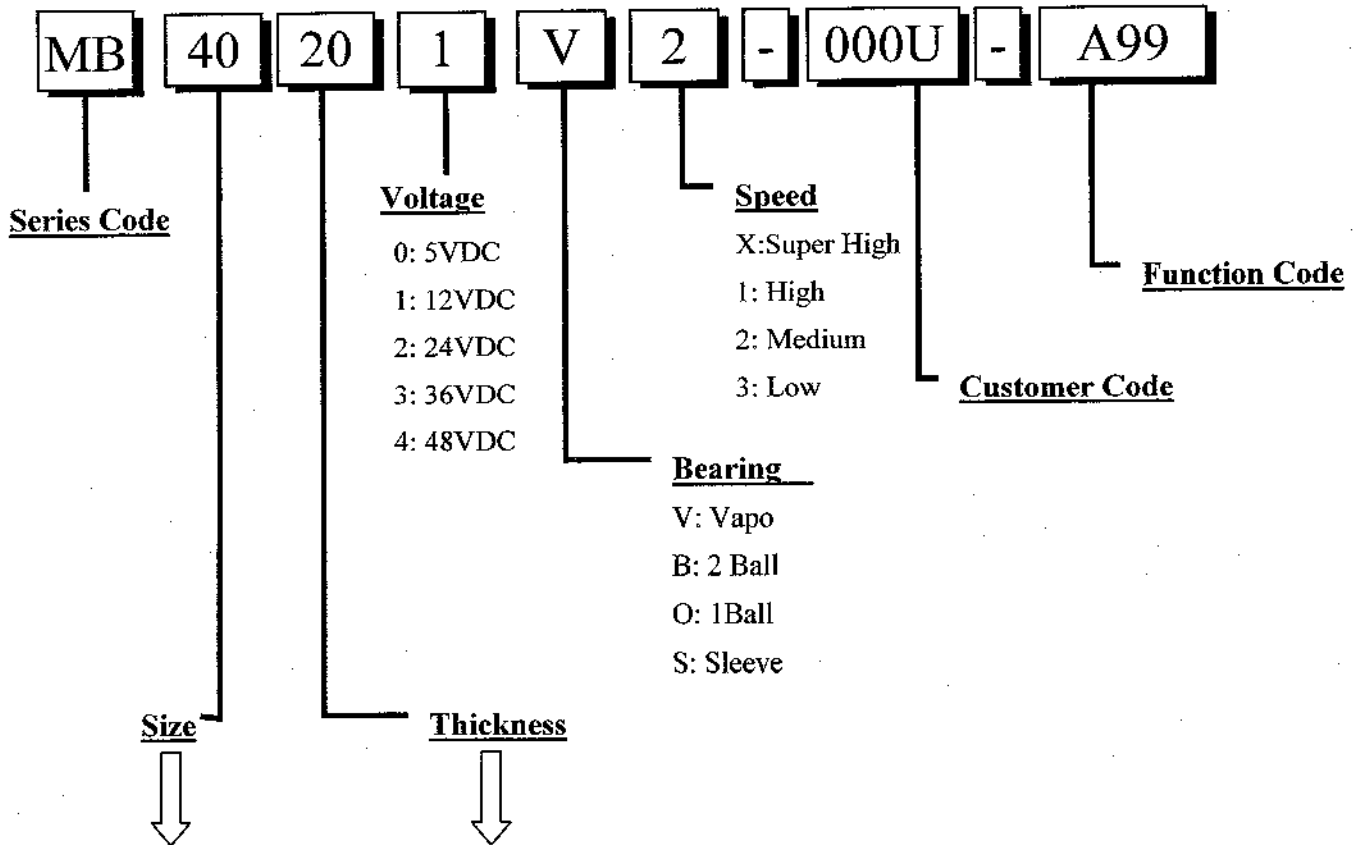 MB 40 20 1 V 2 - 000U - A99
Series Code
Voltage
0: 5VDC
1: 12VDC
2: 24VDC
3: 36VDC
4: 48VDC
Speed
X:Super High
1: High
2: Medium
3: Low
Function Code
Customer Code
Bearing
V: Vapo
B: 2 Ball
O: 1Ball
S: Sleeve
Size
Thickness